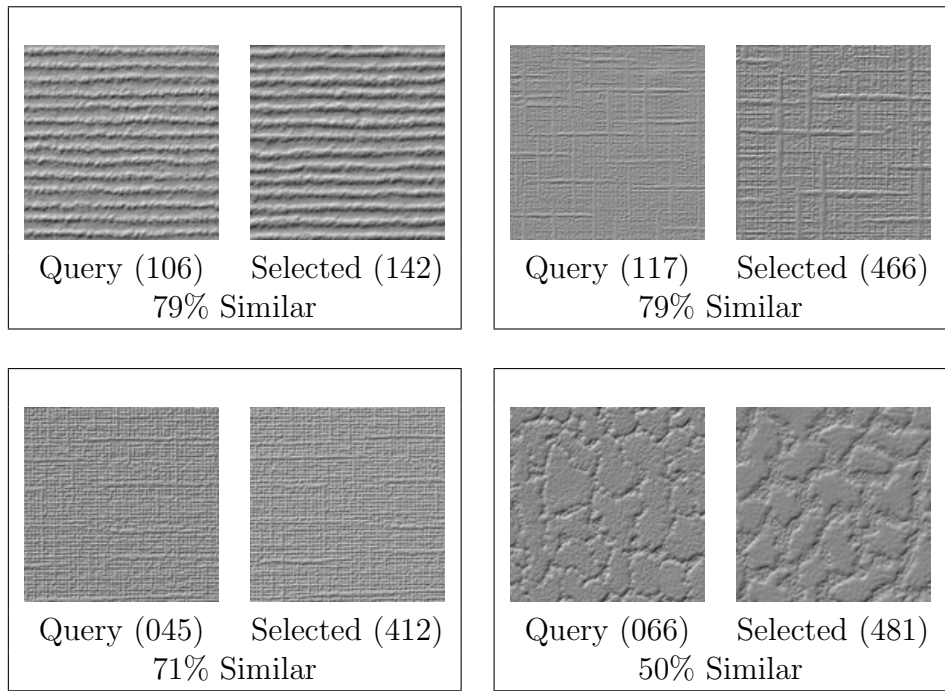 Query (106) Selected (142)
79% Similar
Query (117) Selected (466)
79% Similar
Query (045) Selected (412)
71% Similar
Query (066) Selected (481)
50% Similar